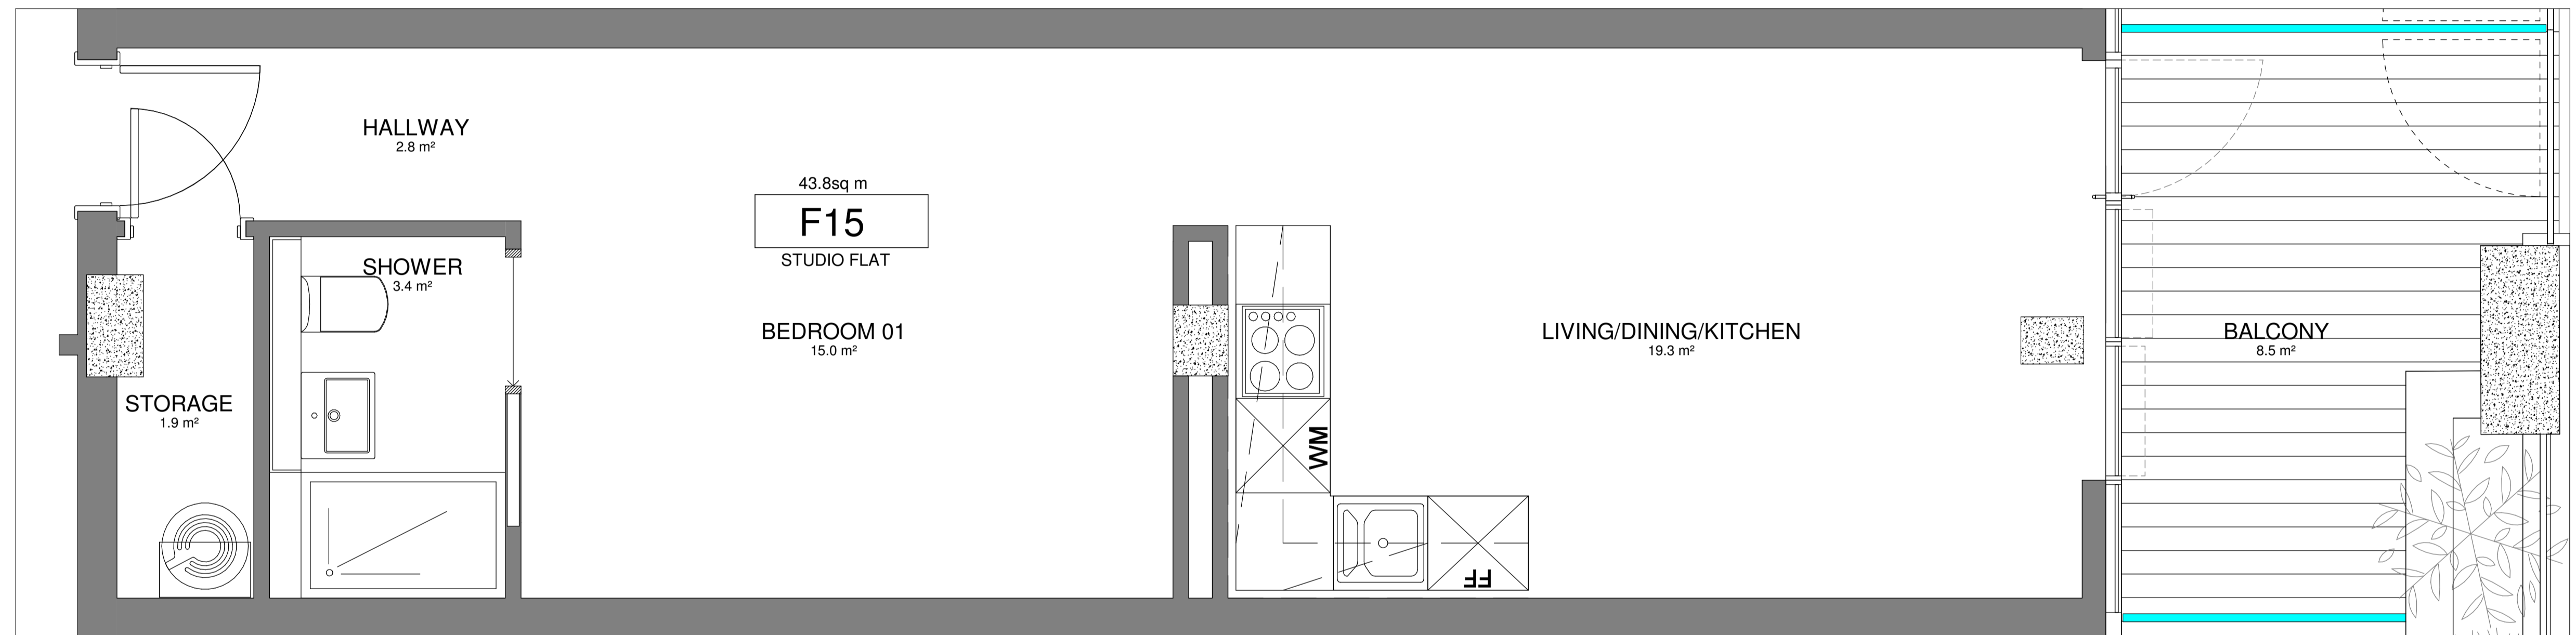 HALLWAY
2.8 m²
43.8sq m
F15
STUDIO FLAT
SHOWER
3.4 m²
BEDROOM 01
15.0 m²
LIVING/DINING/KITCHEN
19.3 m²
BALCONY
8.5 m²
STORAGE
1.9 m²
WM
FF